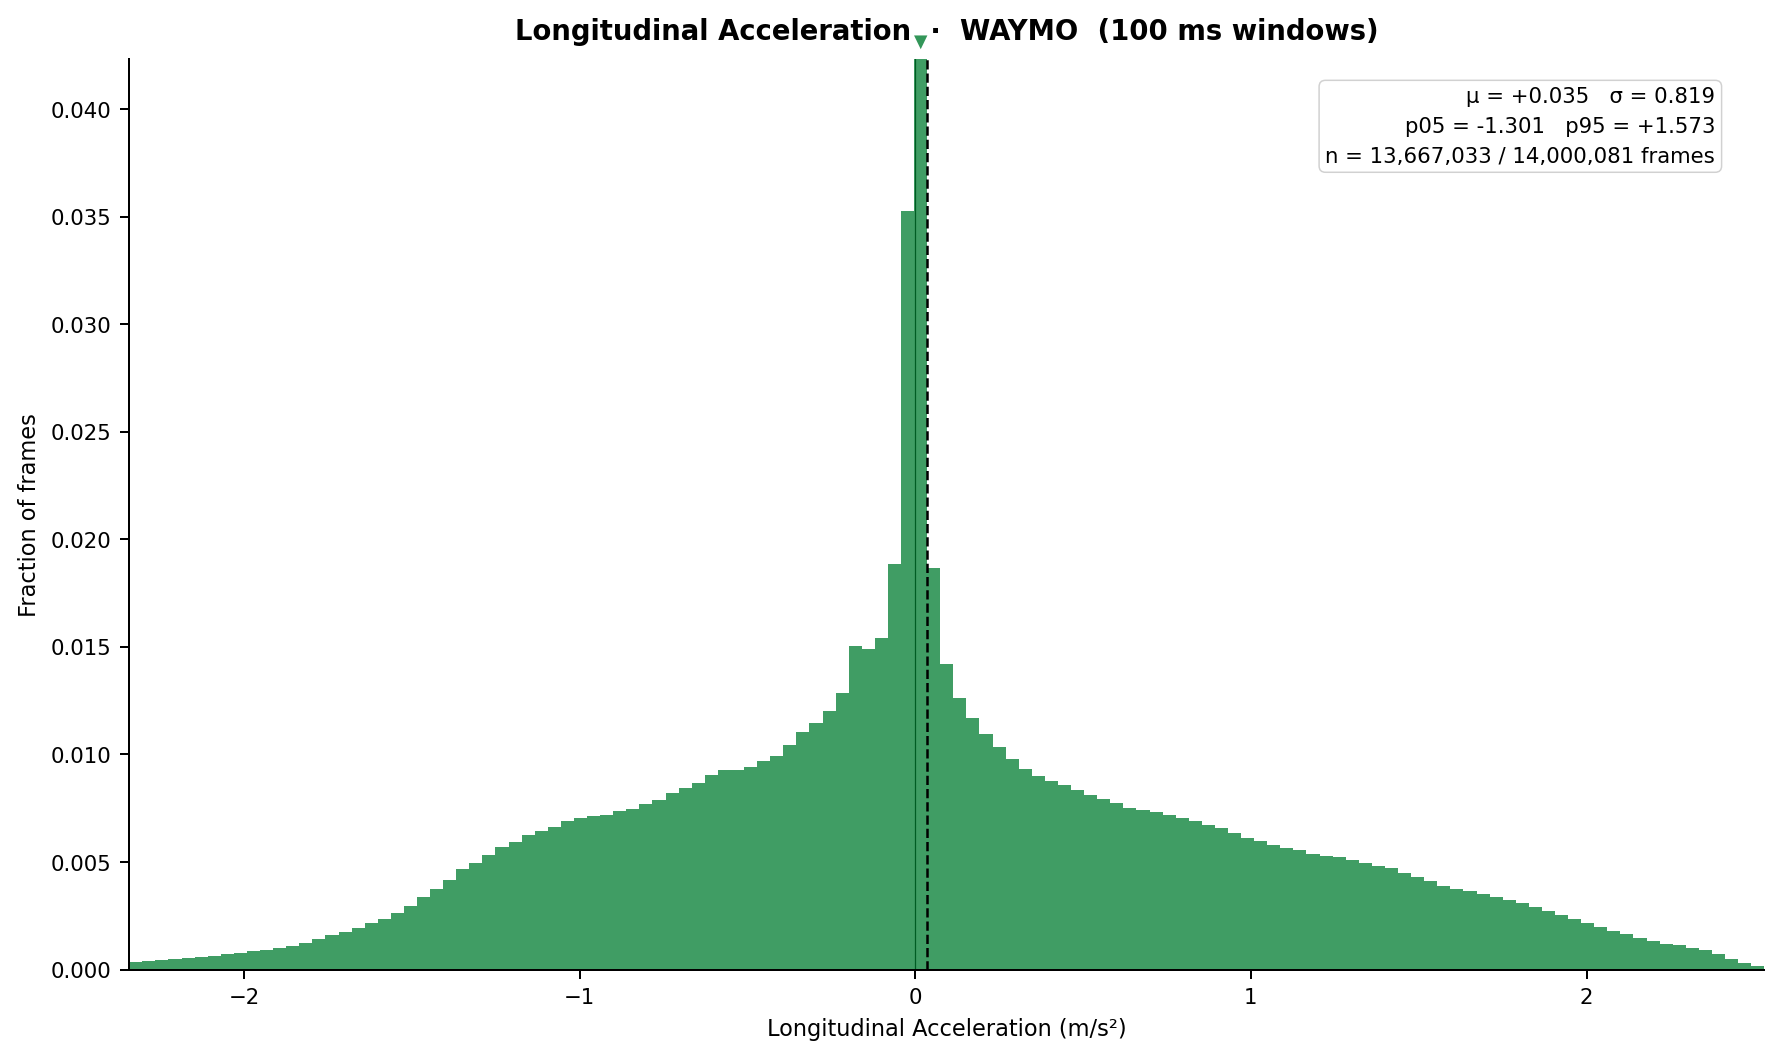 Longitudinal Acceleration  ·  WAYMO  (100 ms windows)
μ = +0.035   σ = 0.819
p05 = -1.301   p95 = +1.573
n = 13,667,033 / 14,000,081 frames
Fraction of frames
0.040
0.035
0.030
0.025
0.020
0.015
0.010
0.005
0.000
−2
−1
0
1
2
Longitudinal Acceleration (m/s²)